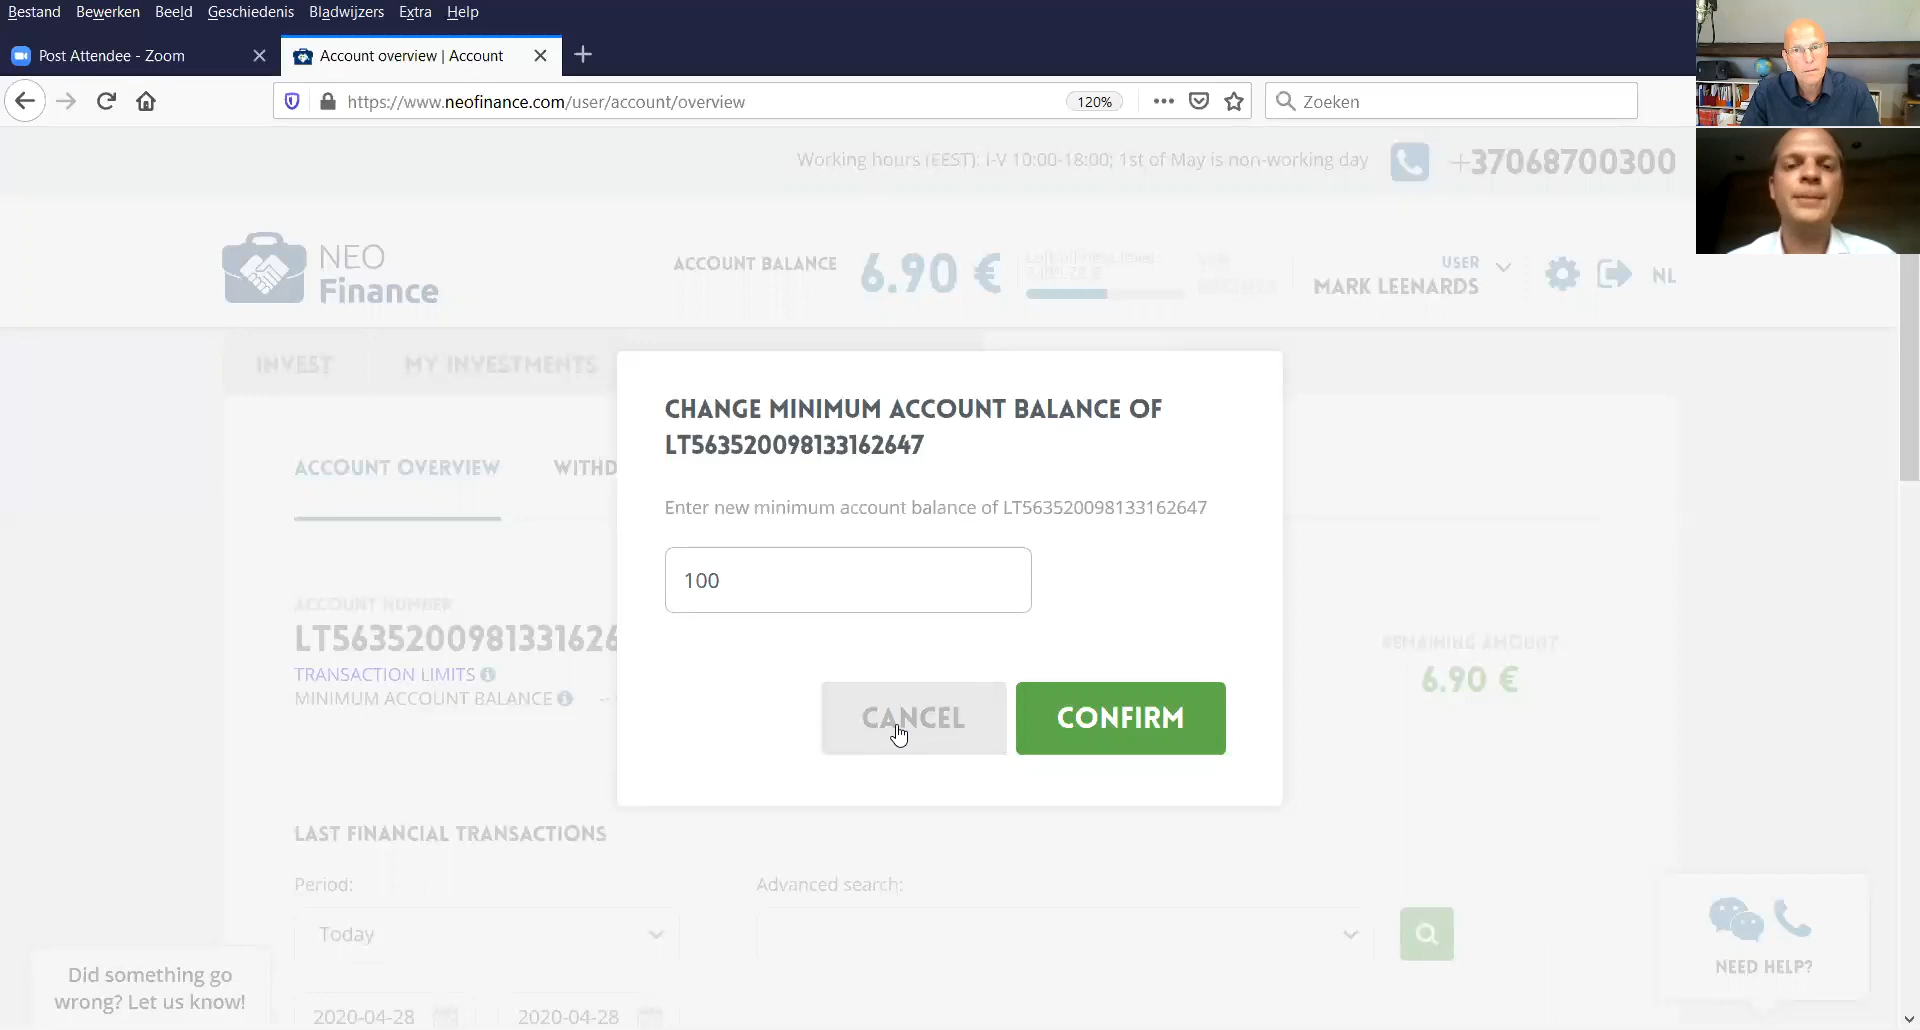 Bestand Bewerken Beeld Geschiedenis Bladwijzers Extra Help
Post Attendee - Zoom
Account overview | Account
https://www.neofinance.com/user/account/overview
120%
Zoeken
Working hours (EEST): I-V 10:00-18:00; 1st of May is non-working day
+37068700300
NEO
Finance
ACCOUNT BALANCE
6.90 €
USER
MARK LEENARDS
NL
INVEST
MY INVESTMENTS
CHANGE MINIMUM ACCOUNT BALANCE OF
LT563520098133162647
ACCOUNT OVERVIEW
WITHD
Enter new minimum account balance of LT563520098133162647
100
ACCOUNT NUMBER
LT5635200981331626
TRANSACTION LIMITS
MINIMUM ACCOUNT BALANCE --
REMAINING AMOUNT
6.90 €
CANCEL
CONFIRM
LAST FINANCIAL TRANSACTIONS
Period:
Advanced search:
Today
NEED HELP?
Did something go
wrong? Let us know!
2020-04-28
2020-04-28